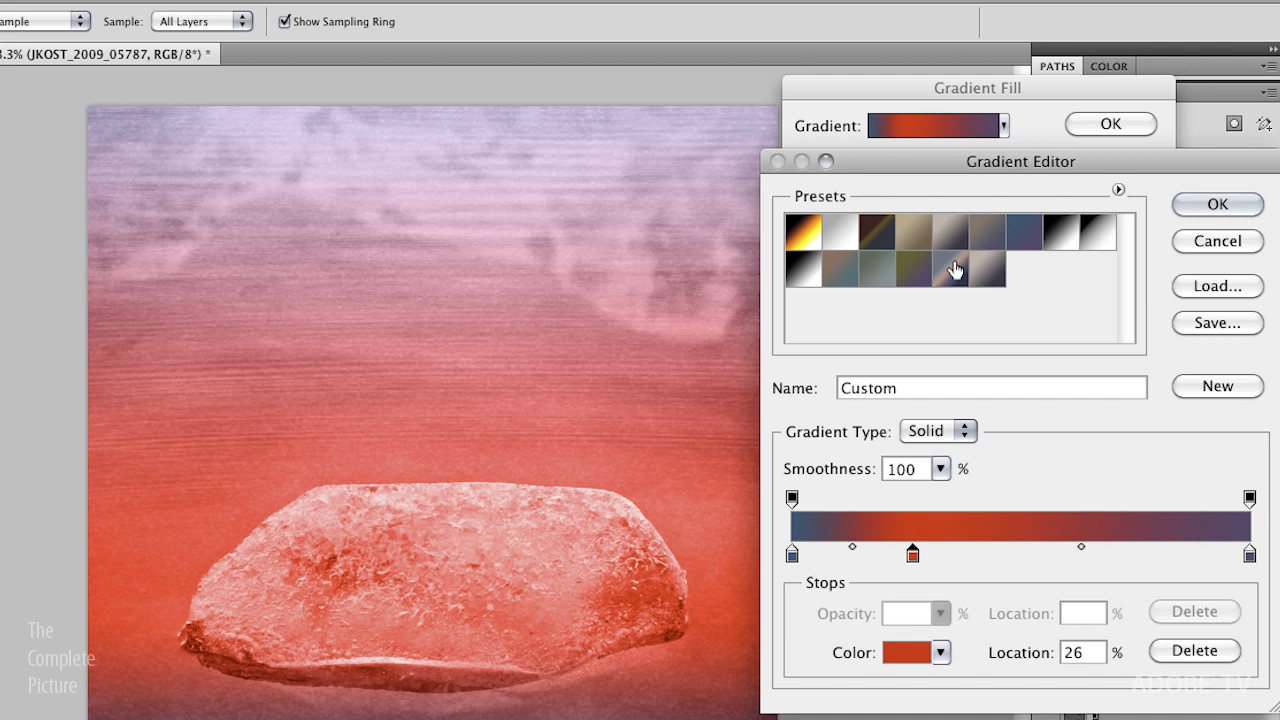 ample Sample: All Layers Show Sampling Ring
3.3% (JKOST_2009_05787, RGB/8*) *
PATHS COLOR
Gradient Fill
Gradient: OK
Gradient Editor
Presets
OK
Cancel
Load...
Save...
Name: Custom New
Gradient Type: Solid
Smoothness: 100 %
Stops
Opacity: % Location: % Delete
Color: Location: 26 % Delete
The
Complete
Picture
ADOBE TV